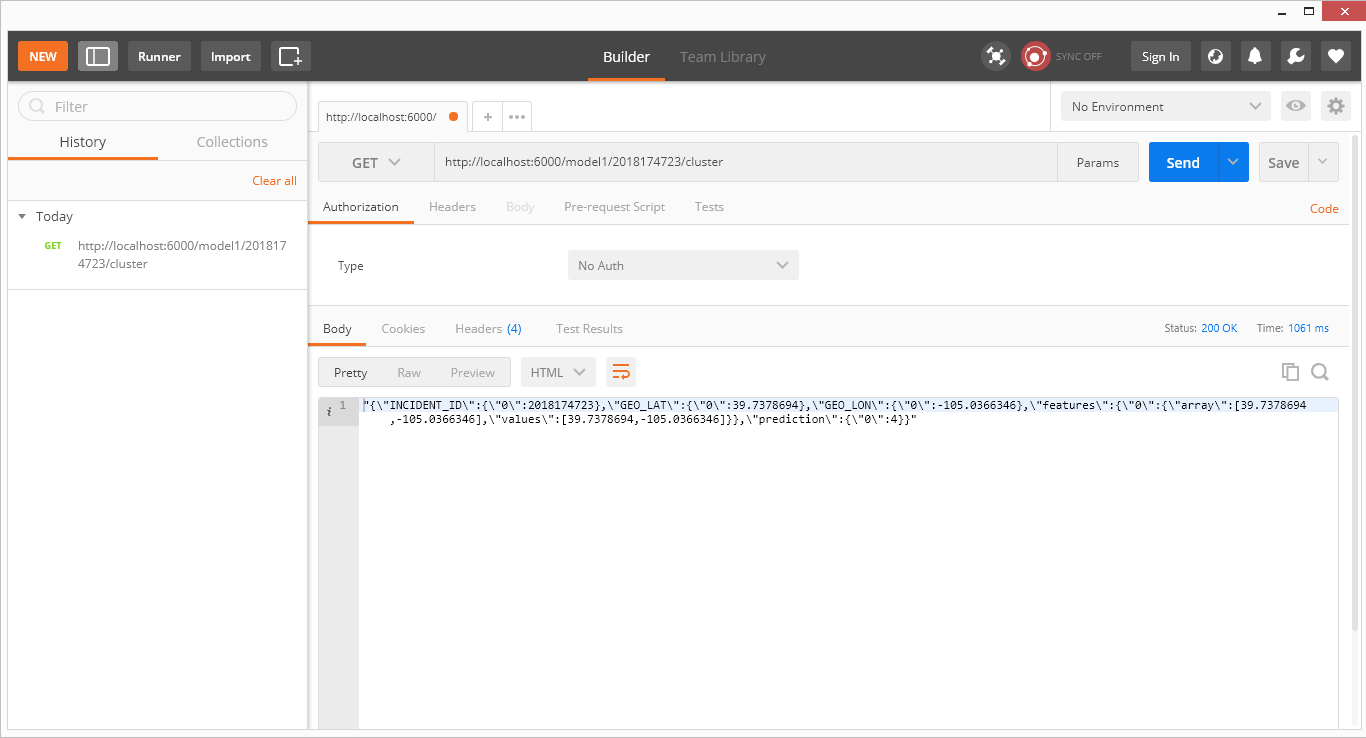 NEW
Runner
Import
Builder
Team Library
SYNC OFF
Sign In
Filter
History
Collections
Clear all
Today
GET
http://localhost:6000/model1/201817
4723/cluster
http://localhost:6000/
+
•••
No Environment
GET
http://localhost:6000/model1/2018174723/cluster
Params
Send
Save
Authorization
Headers
Body
Pre-request Script
Tests
Code
Type
No Auth
Body
Cookies
Headers (4)
Test Results
Status: 200 OK
Time: 1061 ms
Pretty
Raw
Preview
HTML
i 1
"{\"INCIDENT_ID\":{\"0\":2018174723},\"GEO_LAT\":{\"0\":39.7378694},\"GEO_LON\":{\"0\":-105.0366346},\"features\":{\"0\":{\"array\":[39.7378694
,-105.0366346],\"values\":[39.7378694,-105.0366346]}},\"prediction\":{\"0\":4}}"